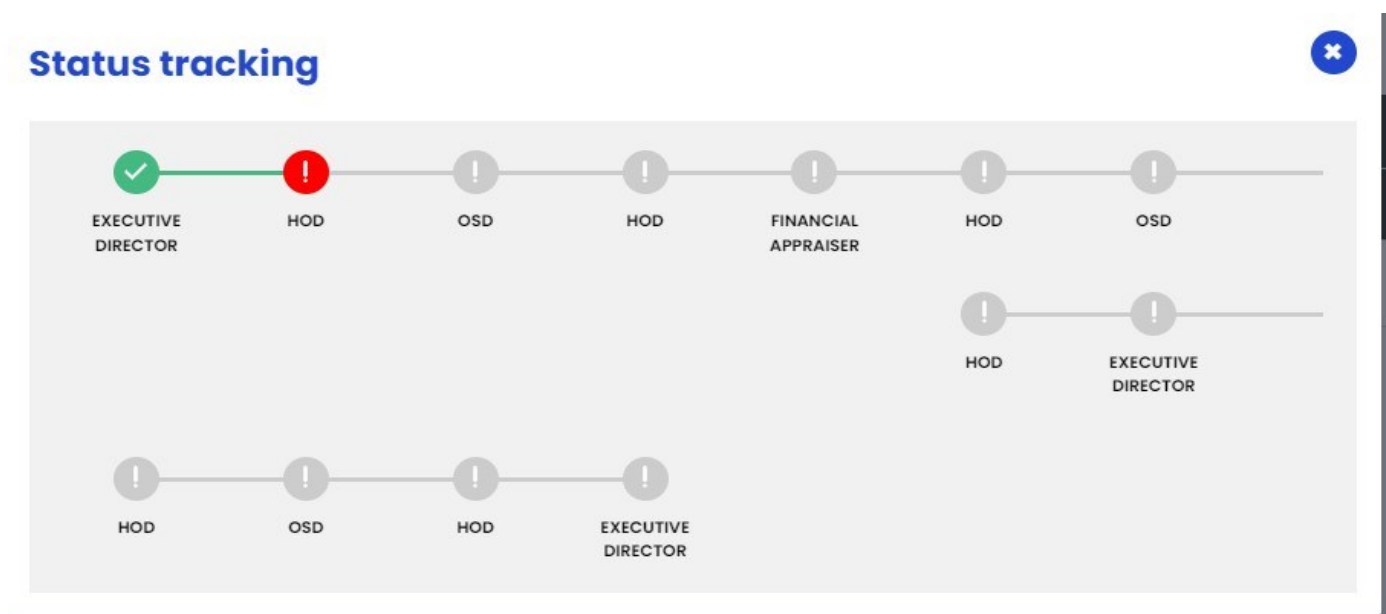 Status tracking
EXECUTIVE
DIRECTOR
HOD
OSD
HOD
FINANCIAL
APPRAISER
HOD
OSD
HOD
EXECUTIVE
DIRECTOR
HOD
OSD
HOD
EXECUTIVE
DIRECTOR